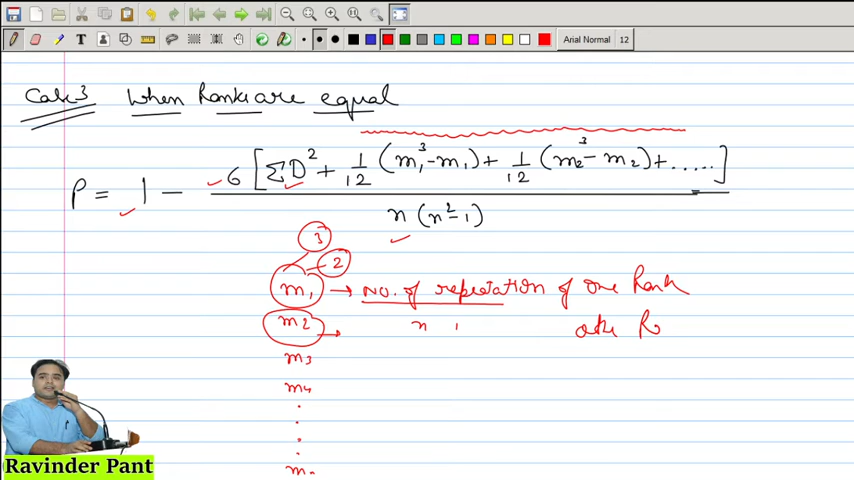 Arial Normal 12
Case 3 When Ranks are equal
P = 1 - 6 [ΣD² + 1/12 (m₁³-m₁) + 1/12 (m₂³-m₂) + .....] / n(n²-1)
3
2
m₁ → No. of repetation of one Rank
m₂ → " " other R
m₃
m₄
Ravinder Pant